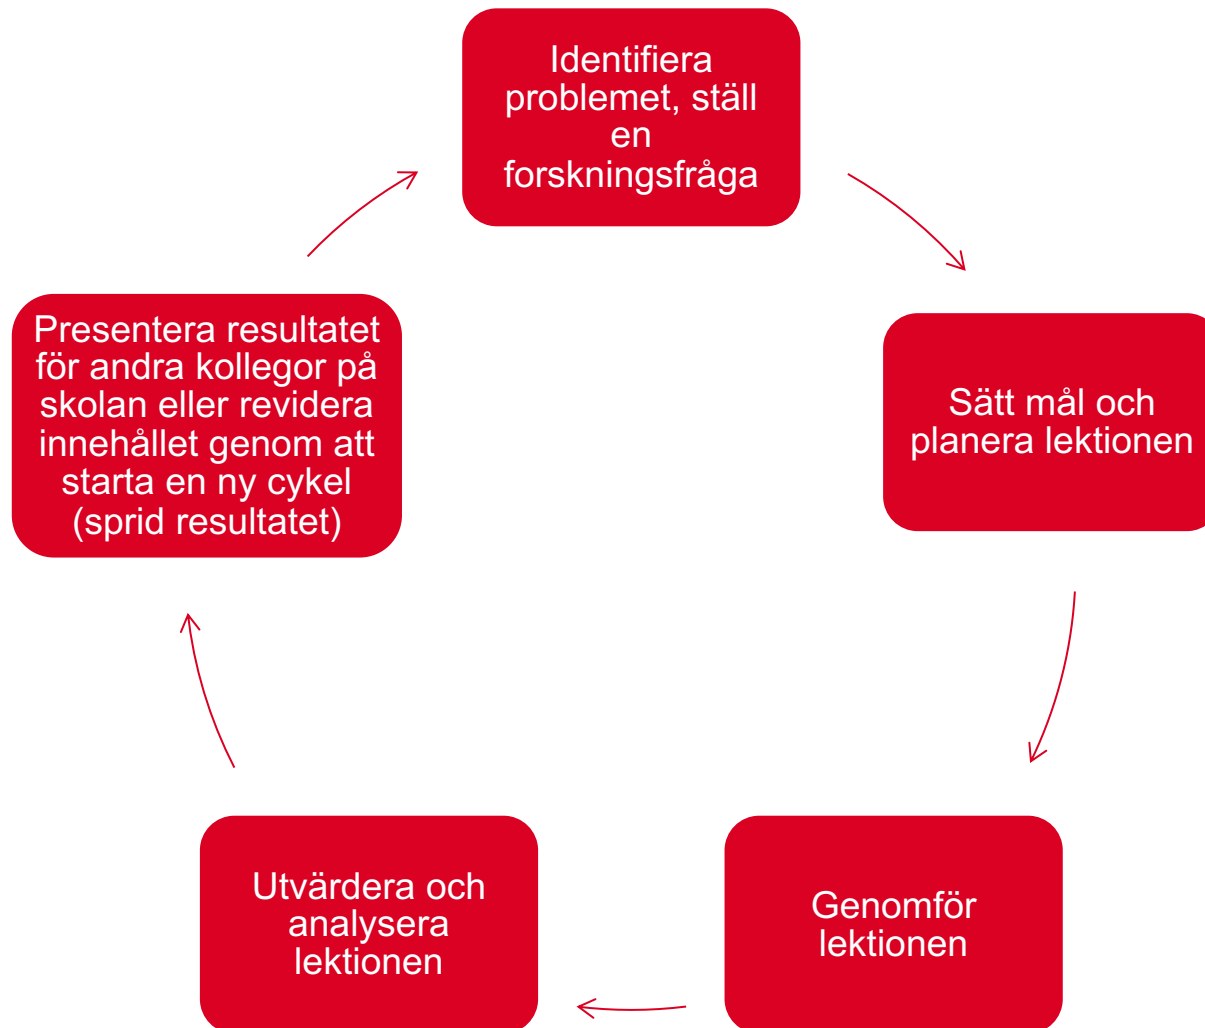 Identifiera
problemet, ställ
en
forskningsfråga
Sätt mål och
planera lektionen
Genomför
lektionen
Utvärdera och
analysera
lektionen
Presentera resultatet
för andra kollegor på
skolan eller revidera
innehållet genom att
starta en ny cykel
(sprid resultatet)